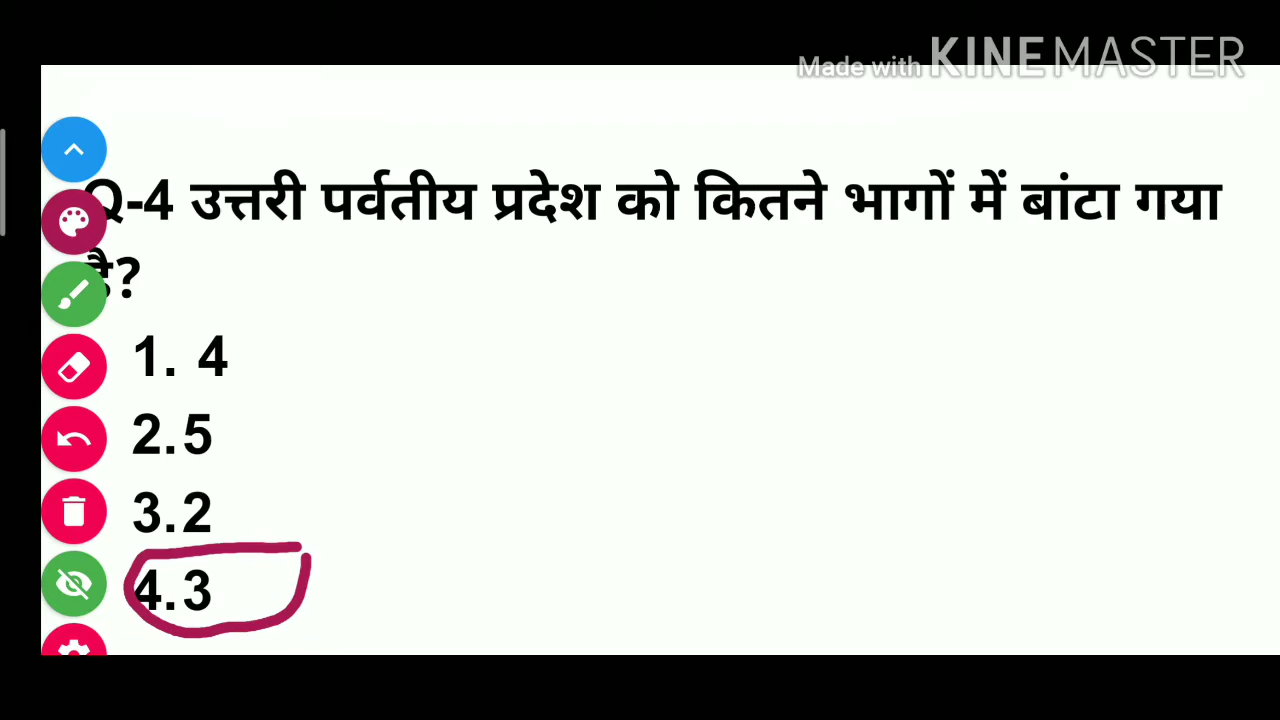 Made with KINEMASTER
Q-4 उत्तरी पर्वतीय प्रदेश को कितने भागों में बांटा गया
है?
1. 4
2.5
3.2
4.3